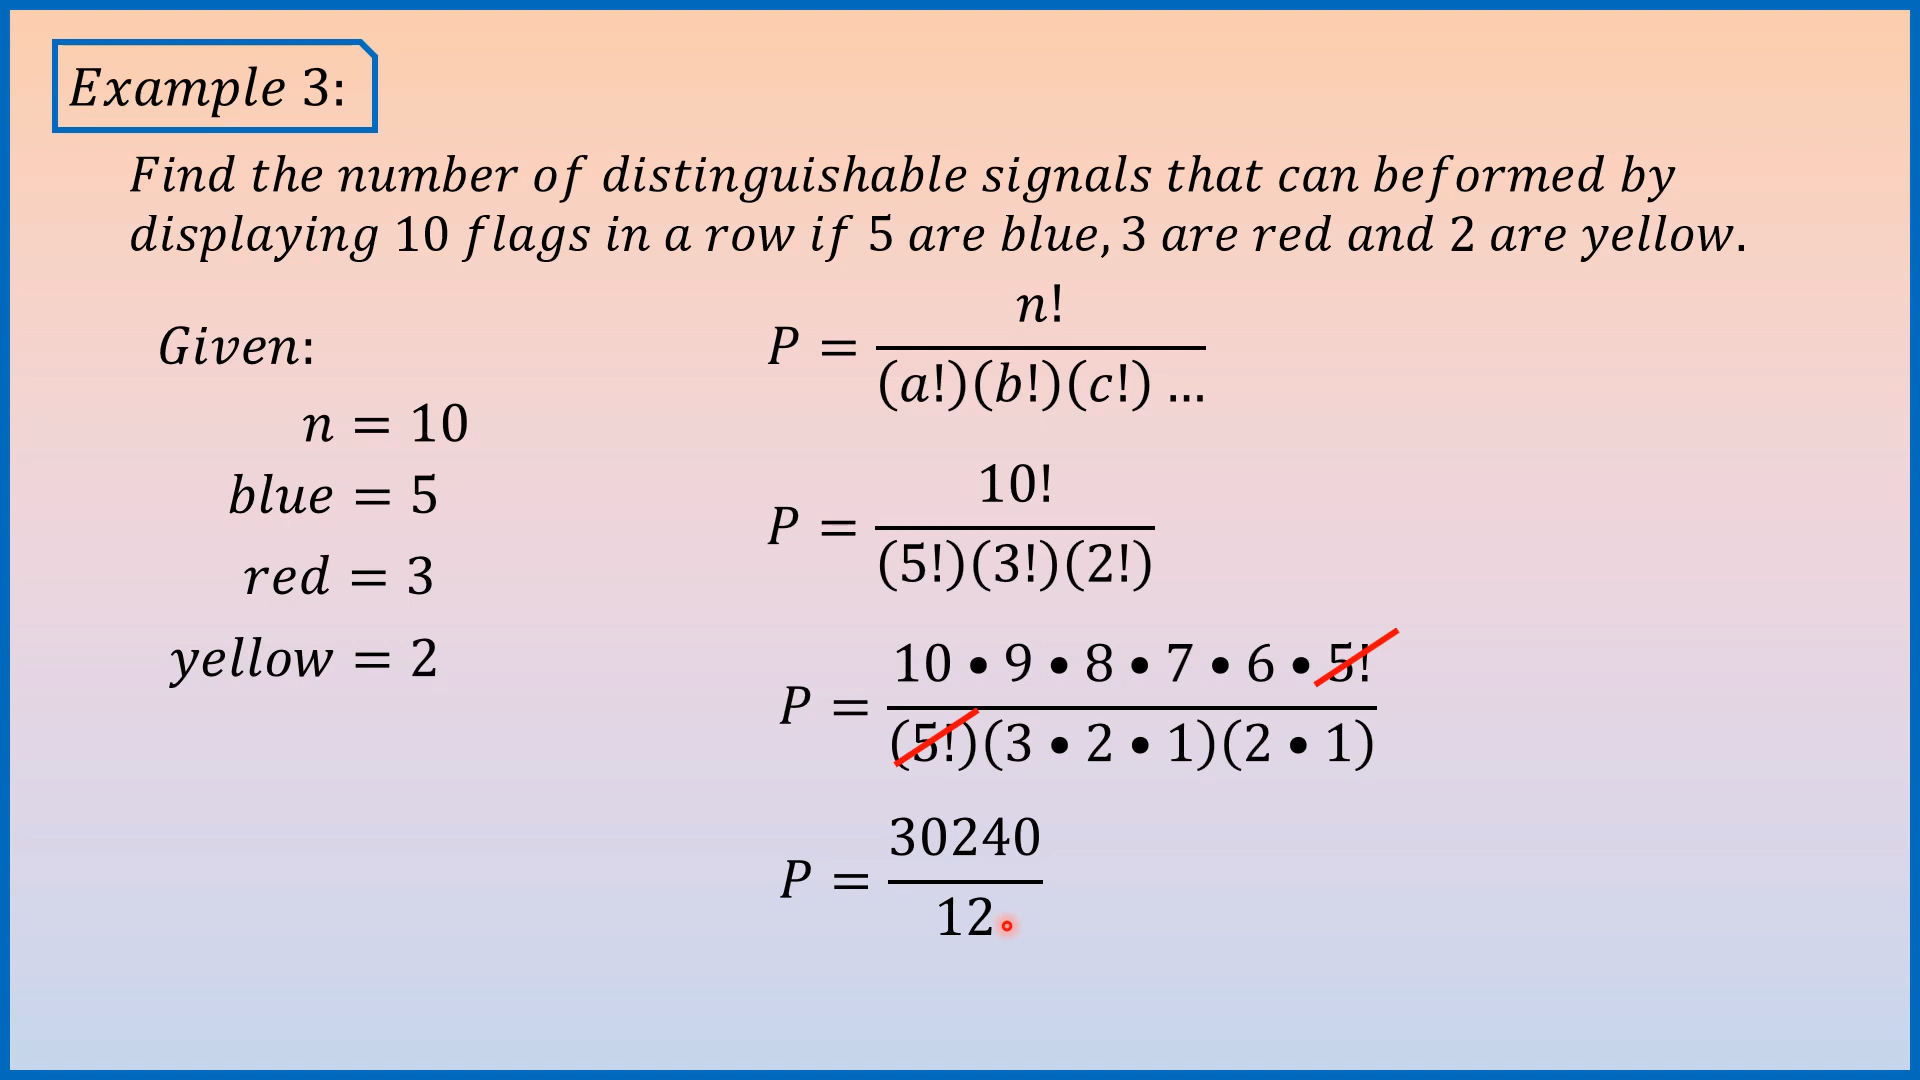 Example 3:
Find the number of distinguishable signals that can beformed by
displaying 10 flags in a row if 5 are blue, 3 are red and 2 are yellow.
Given:
n = 10
blue = 5
red = 3
yellow = 2
P = n! / (a!)(b!)(c!) ...
P = 10! / (5!)(3!)(2!)
P = 10 • 9 • 8 • 7 • 6 • 5! / (5!)(3 • 2 • 1)(2 • 1)
P = 30240 / 12